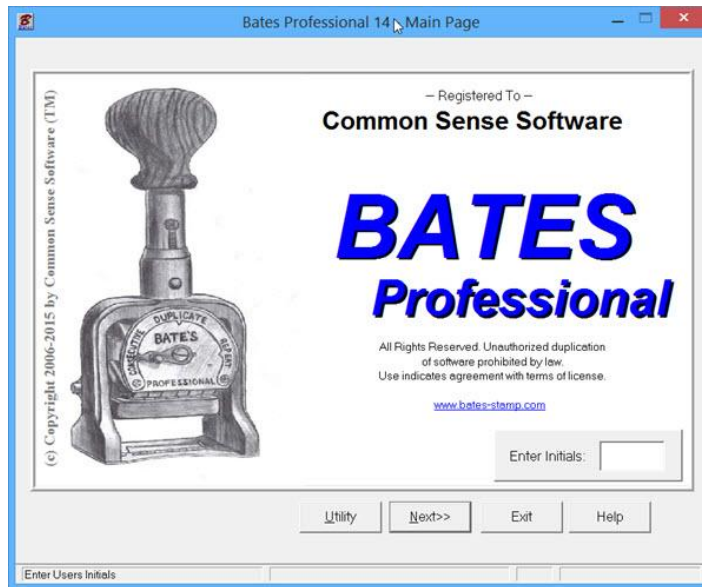 Bates Professional 14 - Main Page
(c) Copyright 2006-2015 by Common Sense Software (TM)
CONSECUTIVE DUPLICATE REPEAT
BATE'S
PROFESSIONAL
– Registered To –
Common Sense Software
BATES
Professional
All Rights Reserved. Unauthorized duplication
of software prohibited by law.
Use indicates agreement with terms of license.
www.bates-stamp.com
Enter Initials:
Utility
Next>>
Exit
Help
Enter Users Initials